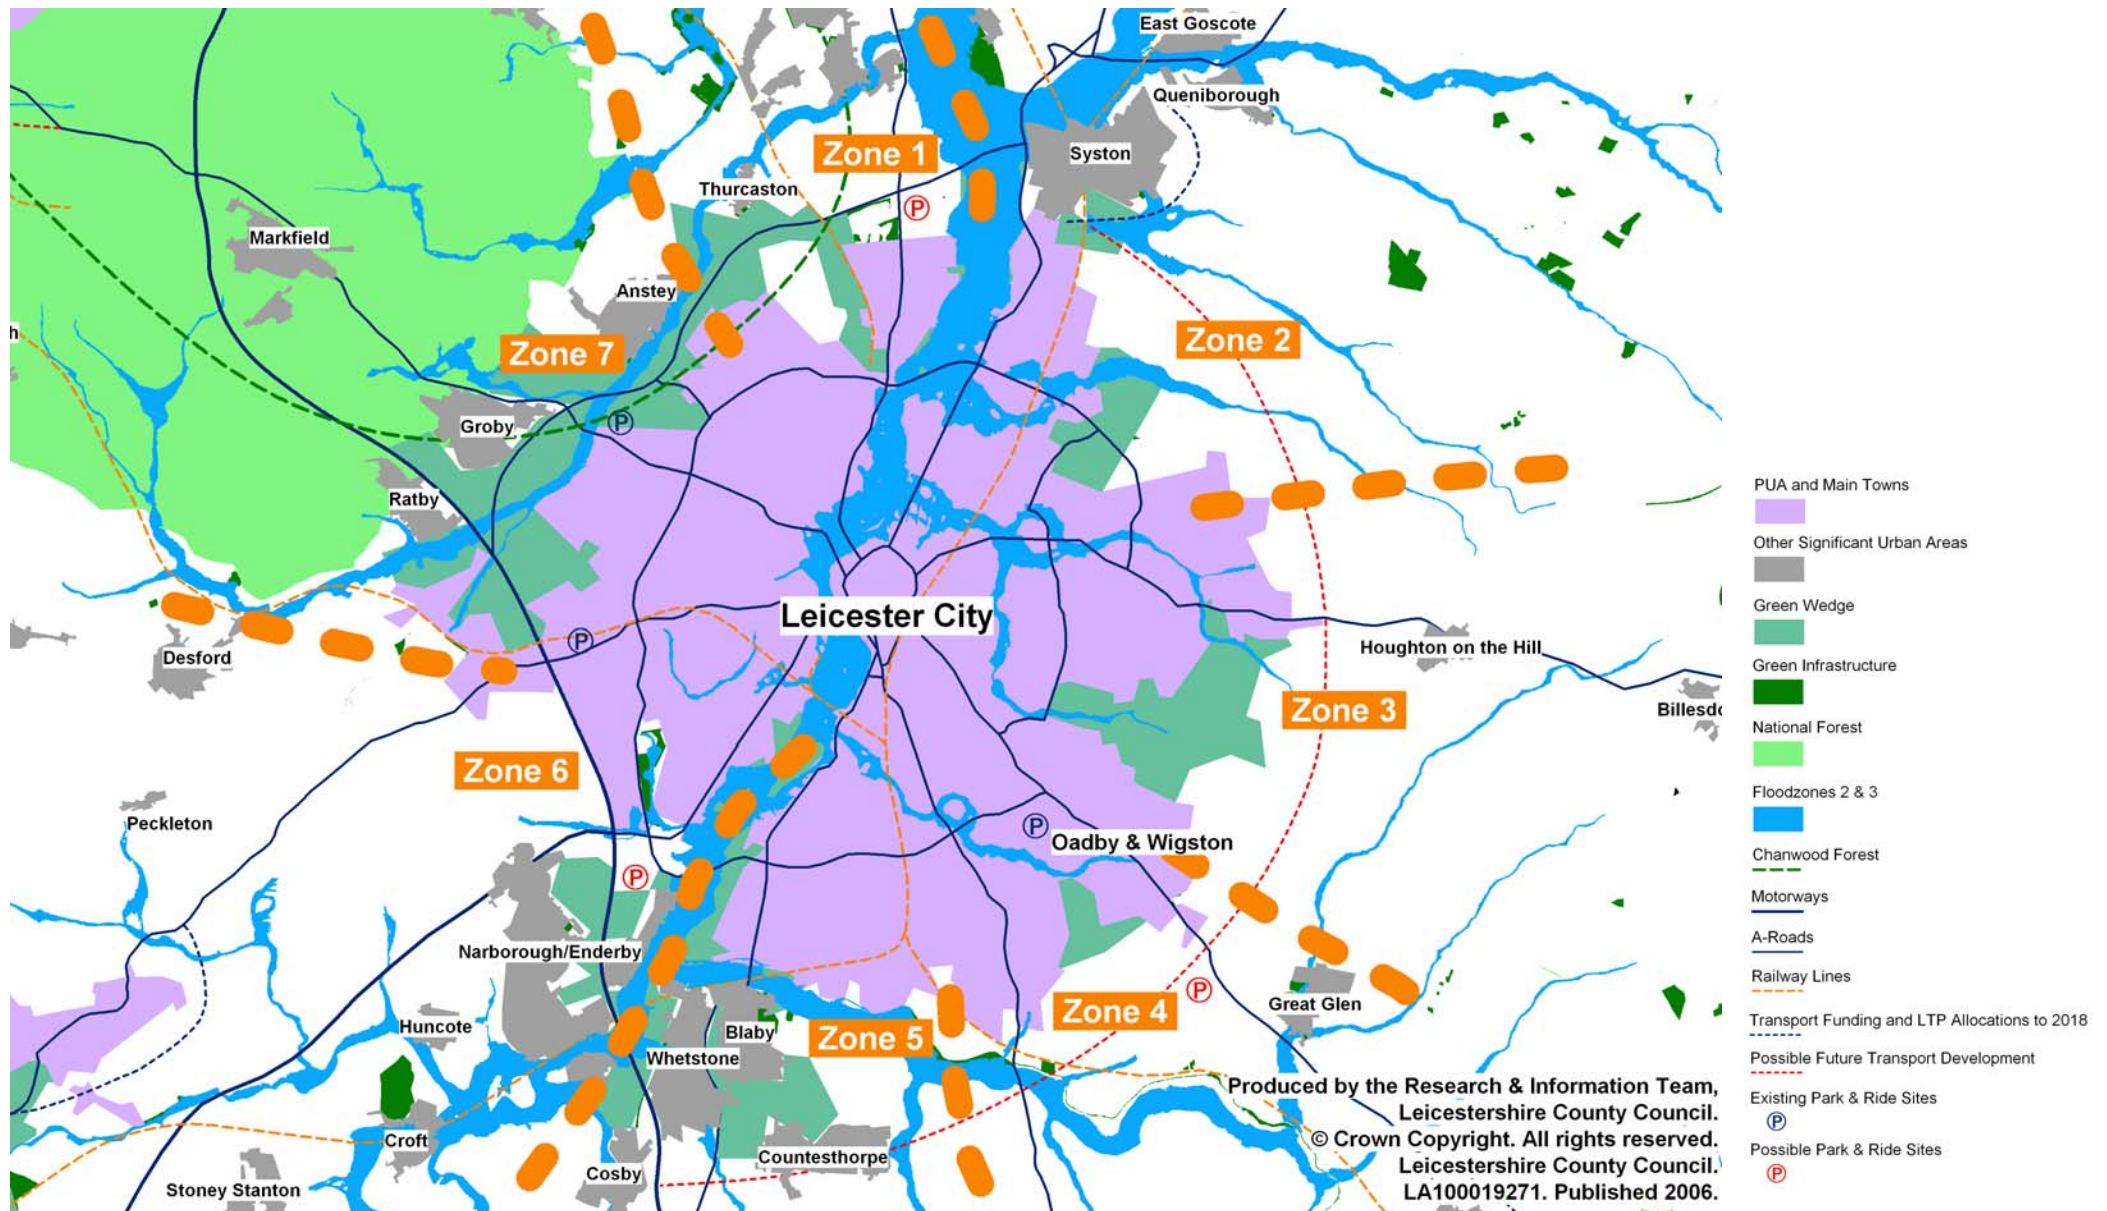 East Goscote
Queniborough
Zone 1
Syston
Thurcaston
Markfield
Anstey
h
Zone 7
Zone 2
Groby
Ratby
Leicester City
Houghton on the Hill
Desford
Zone 3
Billesdo
Zone 6
Peckleton
Oadby & Wigston
Narborough/Enderby
Great Glen
Zone 4
Huncote
Blaby
Zone 5
Whetstone
Croft
Countesthorpe
Cosby
Stoney Stanton
P
P
P
P
P
P
Produced by the Research & Information Team,
Leicestershire County Council.
© Crown Copyright. All rights reserved.
Leicestershire County Council.
LA100019271. Published 2006.
PUA and Main Towns
Other Significant Urban Areas
Green Wedge
Green Infrastructure
National Forest
Floodzones 2 & 3
Chanwood Forest
Motorways
A-Roads
Railway Lines
Transport Funding and LTP Allocations to 2018
Possible Future Transport Development
Existing Park & Ride Sites
P
Possible Park & Ride Sites
P